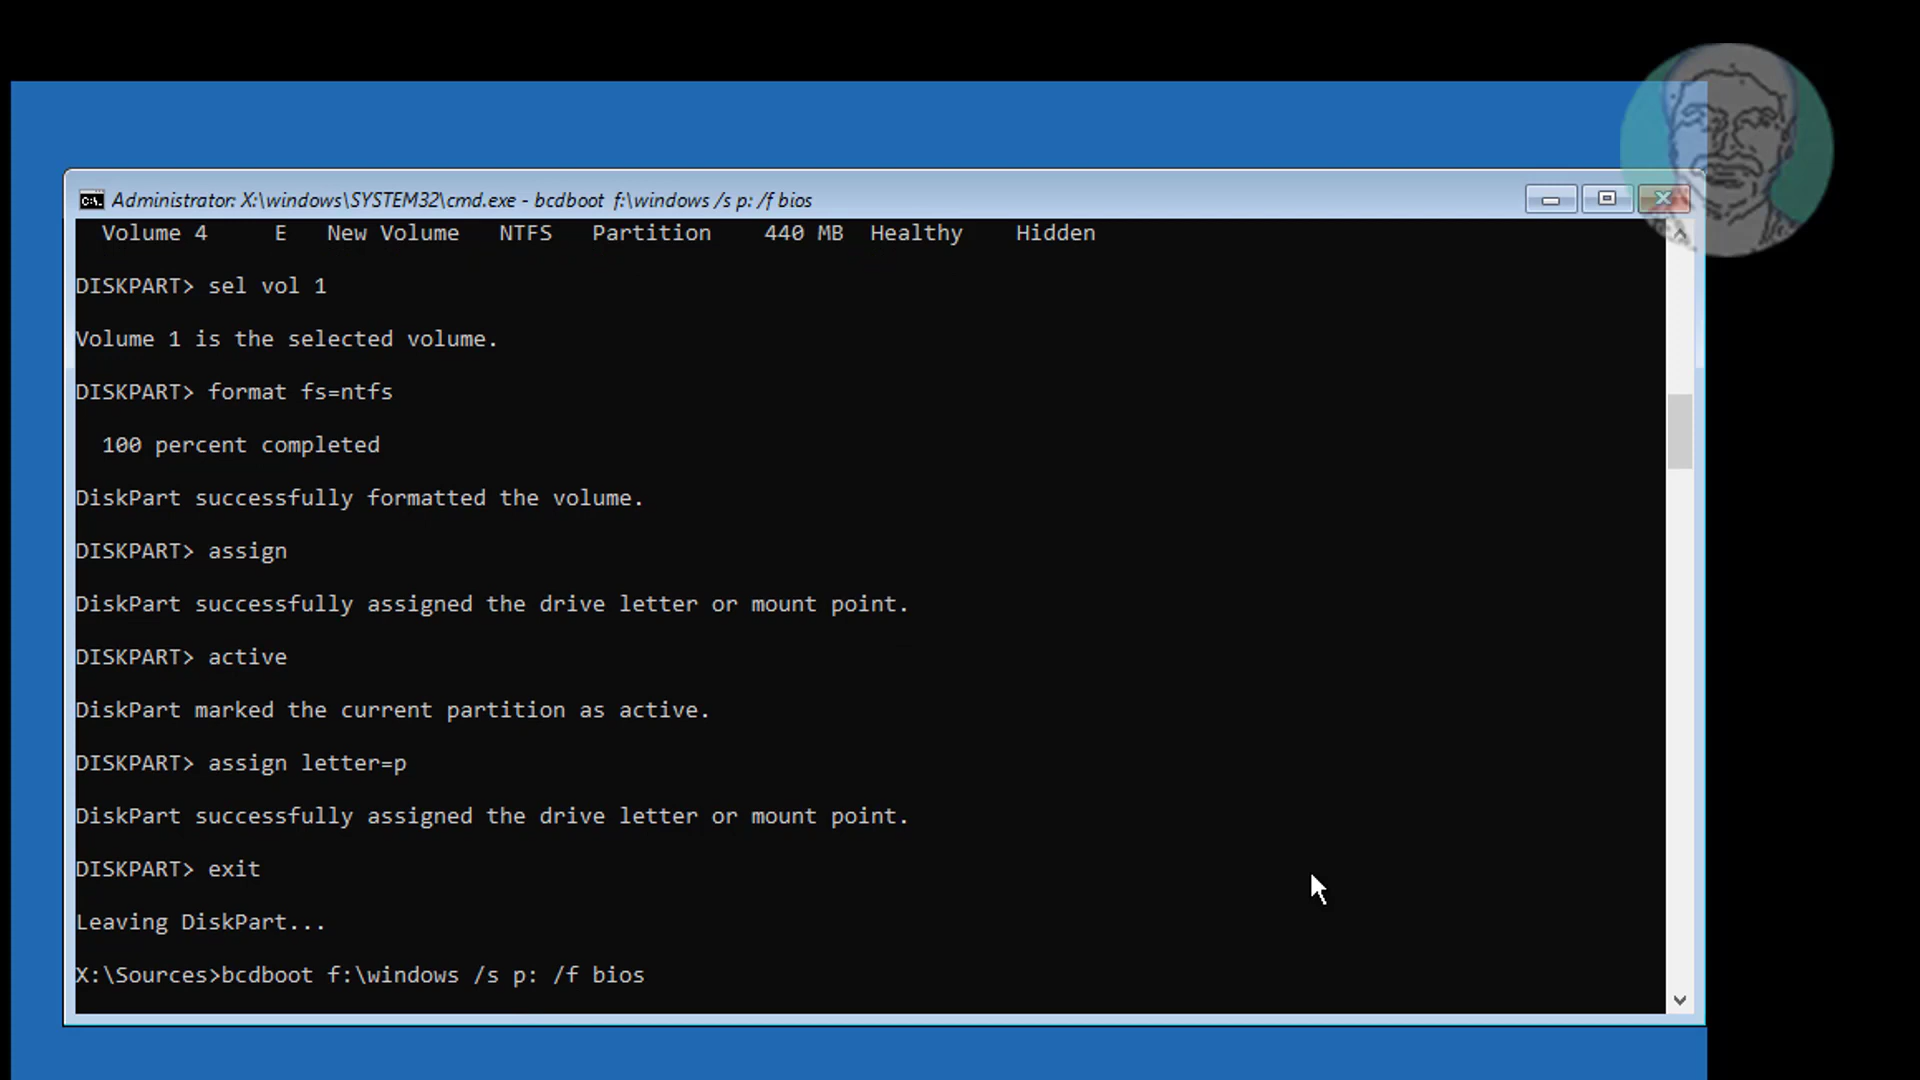 Administrator: X:\windows\SYSTEM32\cmd.exe - bcdboot f:\windows /s p: /f bios
Volume 4 E New Volume NTFS Partition 440 MB Healthy Hidden
DISKPART> sel vol 1
Volume 1 is the selected volume.
DISKPART> format fs=ntfs
100 percent completed
DiskPart successfully formatted the volume.
DISKPART> assign
DiskPart successfully assigned the drive letter or mount point.
DISKPART> active
DiskPart marked the current partition as active.
DISKPART> assign letter=p
DiskPart successfully assigned the drive letter or mount point.
DISKPART> exit
Leaving DiskPart...
X:\Sources>bcdboot f:\windows /s p: /f bios